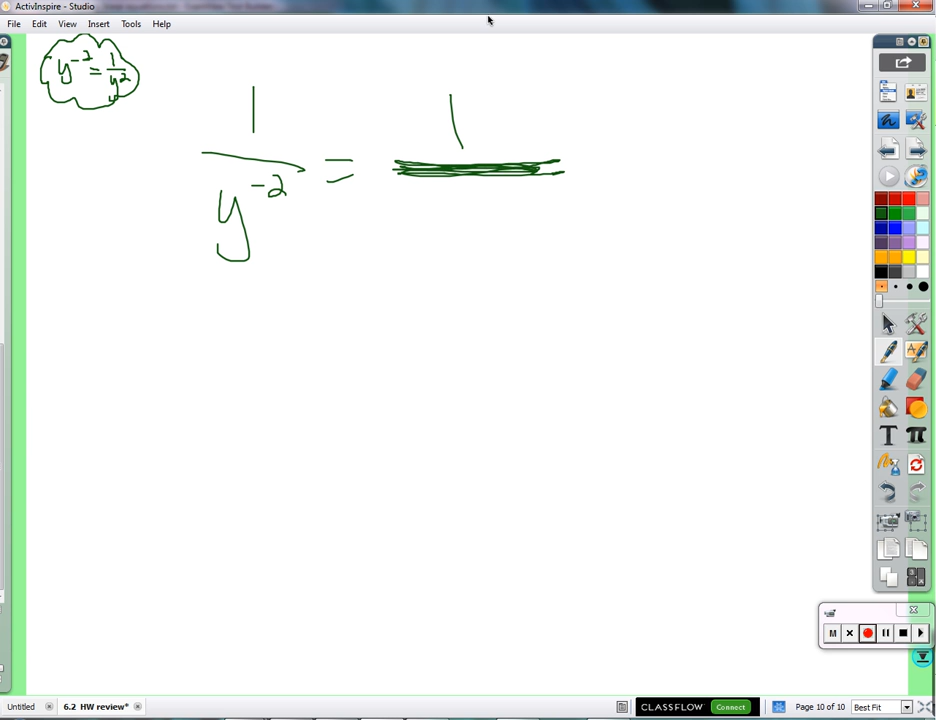 ActivInspire - Studio
File Edit View Insert Tools Help
y⁻² = 1/y²
1/y⁻² = 1
T π
M
Untitled 6.2 HW review* CLASSFLOW Connect Page 10 of 10 Best Fit